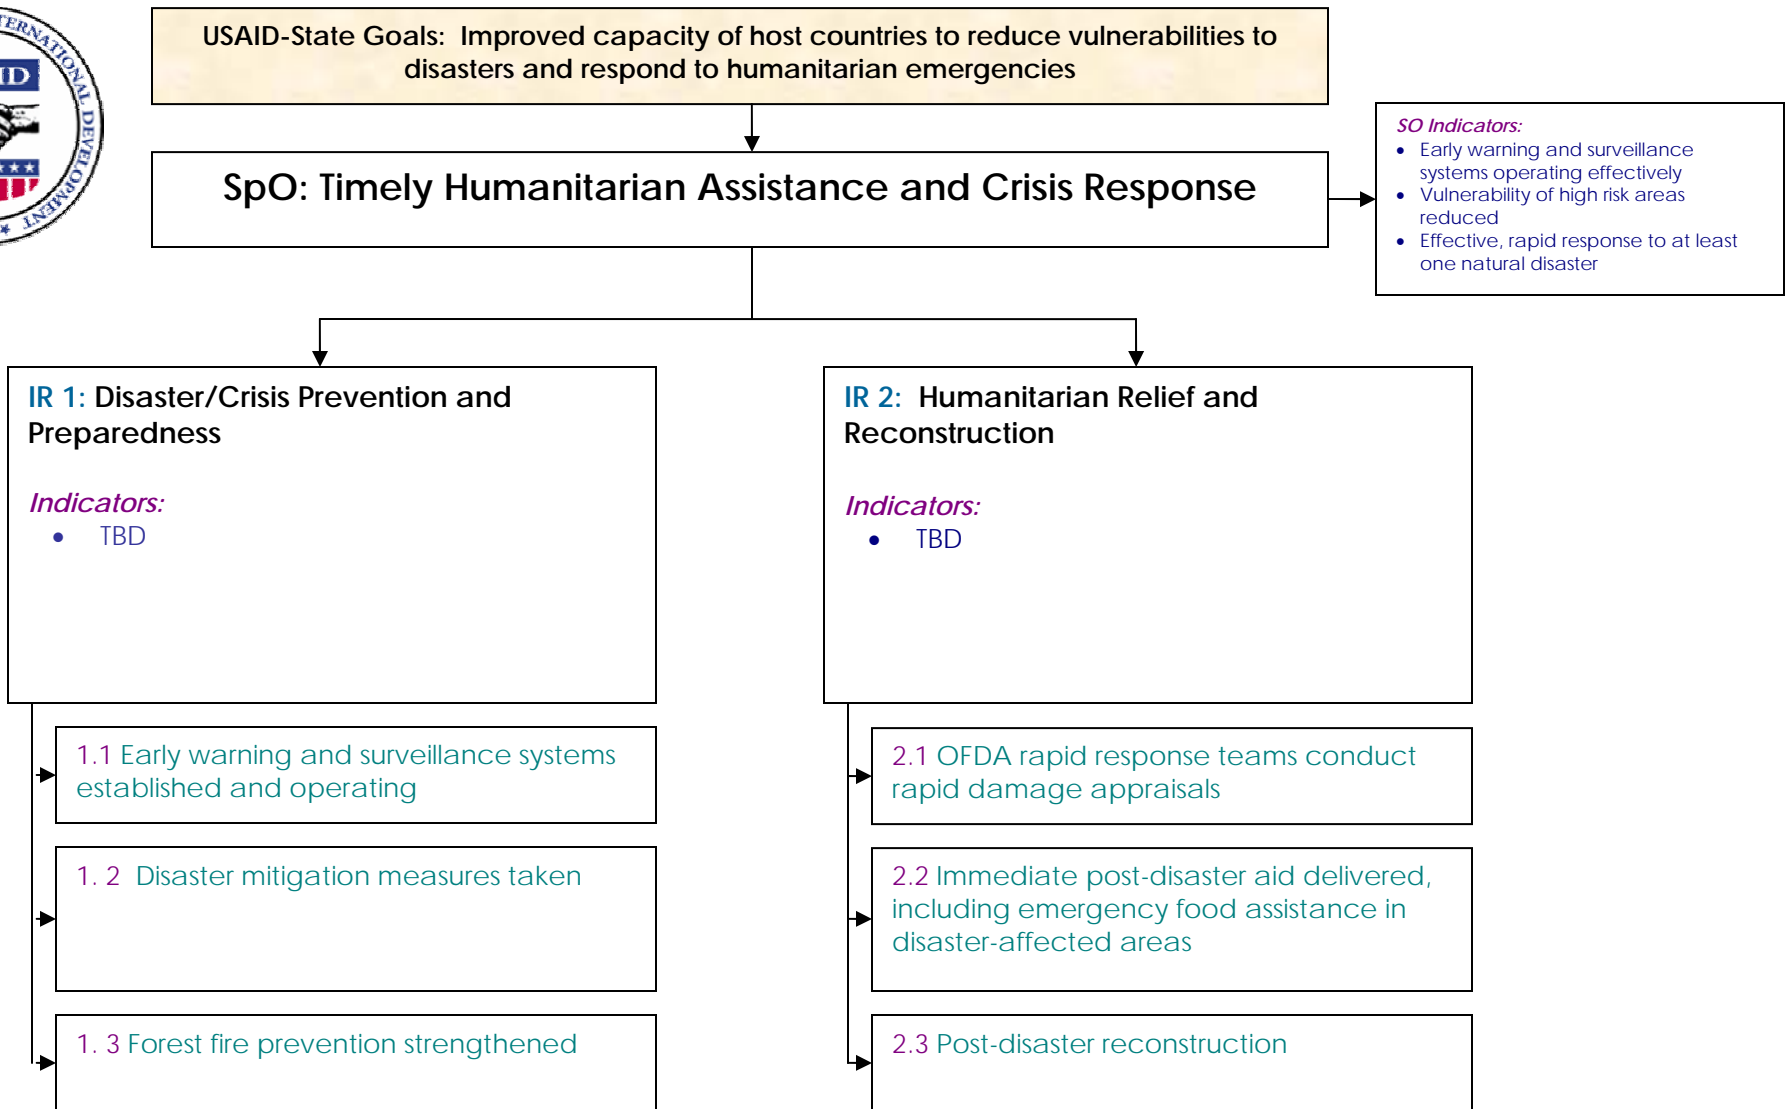 USAID-State Goals:  Improved capacity of host countries to reduce vulnerabilities to
disasters and respond to humanitarian emergencies
SpO: Timely Humanitarian Assistance and Crisis Response
SO Indicators:
• Early warning and surveillance
systems operating effectively
• Vulnerability of high risk areas
reduced
• Effective, rapid response to at least
one natural disaster
IR 1: Disaster/Crisis Prevention and
Preparedness
Indicators:
• TBD
1.1 Early warning and surveillance systems
established and operating
1. 2  Disaster mitigation measures taken
1. 3 Forest fire prevention strengthened
IR 2:  Humanitarian Relief and
Reconstruction
Indicators:
• TBD
2.1 OFDA rapid response teams conduct
rapid damage appraisals
2.2 Immediate post-disaster aid delivered,
including emergency food assistance in
disaster-affected areas
2.3 Post-disaster reconstruction
DEVELOPMENT